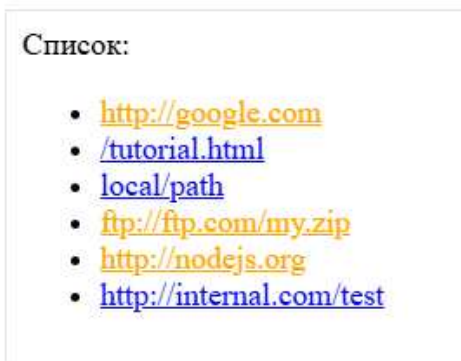 Список:
http://google.com
/tutorial.html
local/path
ftp://ftp.com/my.zip
http://nodejs.org
http://internal.com/test